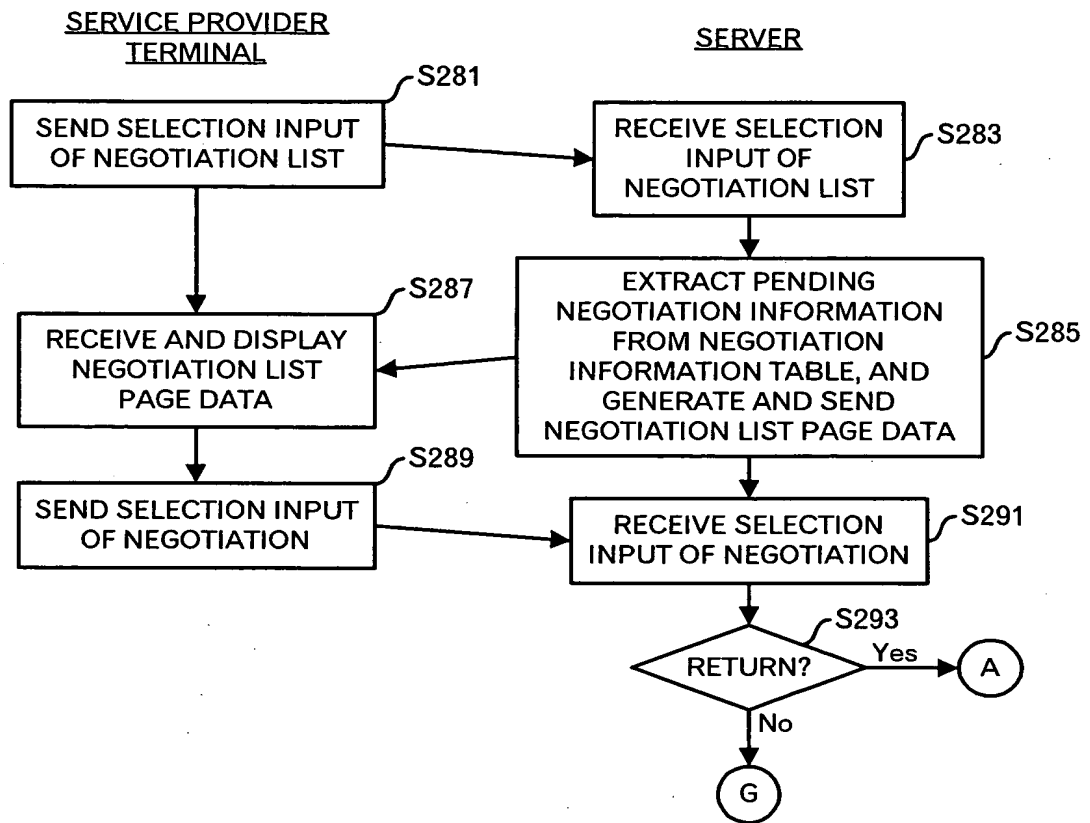 SERVICE PROVIDER
TERMINAL
SERVER
S281
SEND SELECTION INPUT
OF NEGOTIATION LIST
S283
RECEIVE SELECTION
INPUT OF
NEGOTIATION LIST
S287
RECEIVE AND DISPLAY
NEGOTIATION LIST
PAGE DATA
S285
EXTRACT PENDING
NEGOTIATION INFORMATION
FROM NEGOTIATION
INFORMATION TABLE, AND
GENERATE AND SEND
NEGOTIATION LIST PAGE DATA
S289
SEND SELECTION INPUT
OF NEGOTIATION
S291
RECEIVE SELECTION
INPUT OF NEGOTIATION
S293
RETURN?
Yes
A
No
G